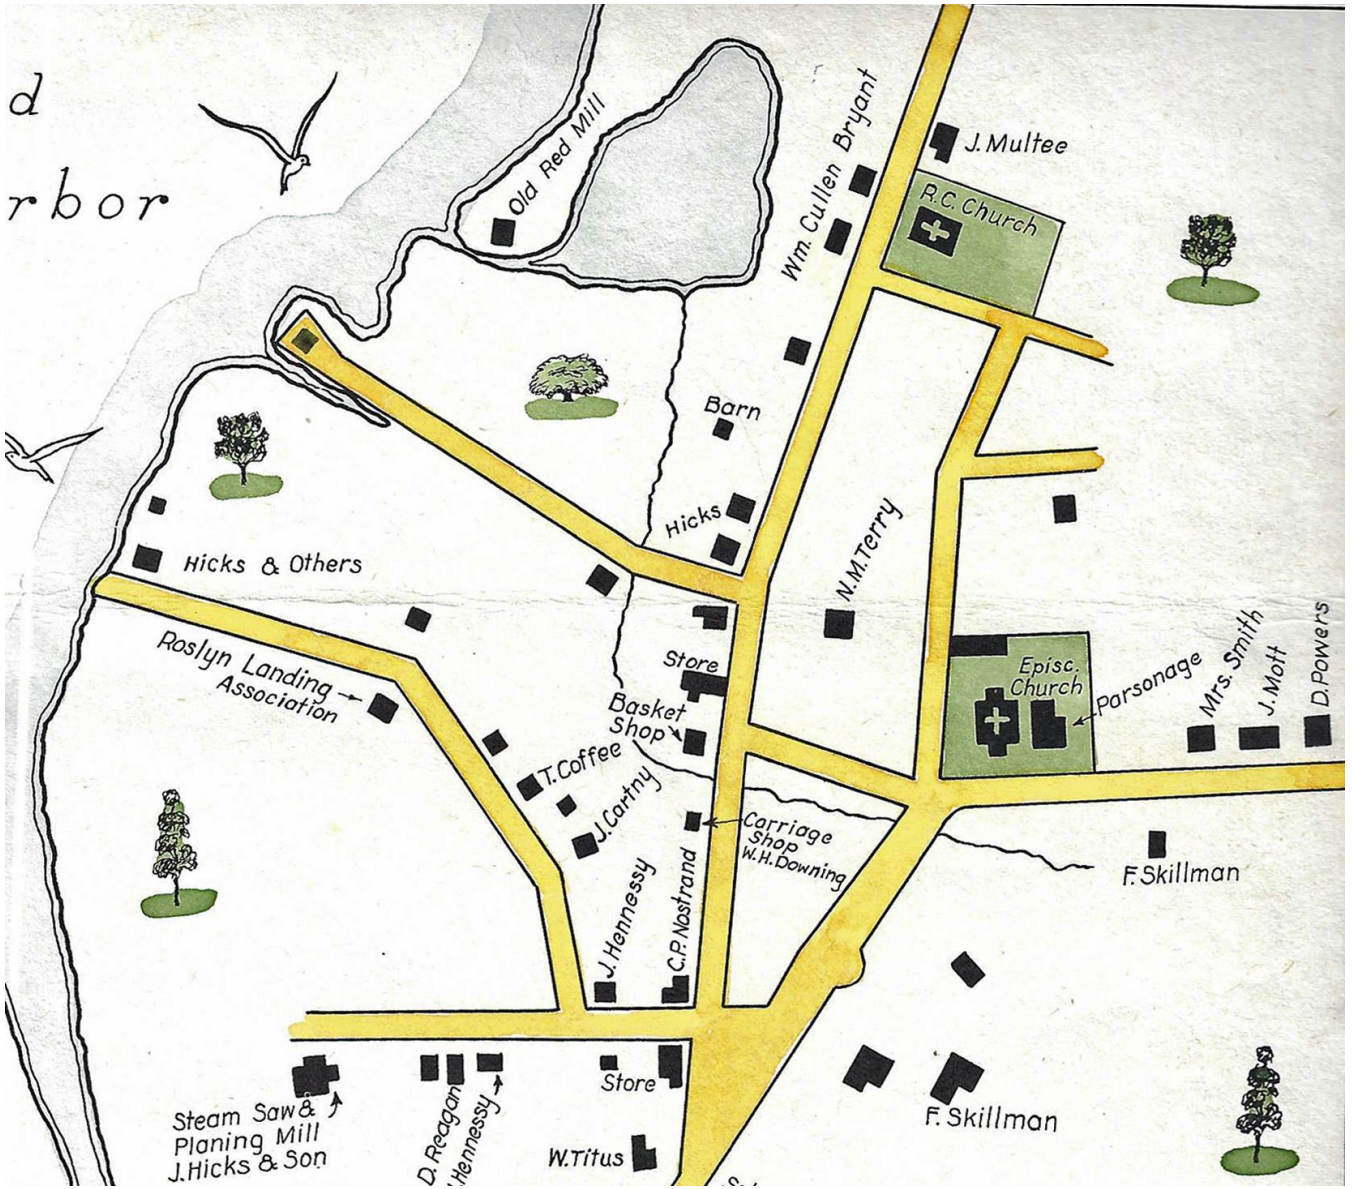 d
rbor
Old Red Mill
Wm. Cullen Bryant
J. Multee
R.C. Church
Barn
Hicks
N.M. Terry
Hicks & Others
Roslyn Landing
Association
Store
Basket
Shop
T. Coffee
J. Cartny
Carriage
Shop
W.H. Downing
J. Hennessy
C.P. Nostrand
Episc.
Church
Parsonage
Mrs. Smith
J. Mott
D. Powers
F. Skillman
F. Skillman
Steam Saw &
Planing Mill
J. Hicks & Son
D. Reagan
Hennessy
Store
W. Titus